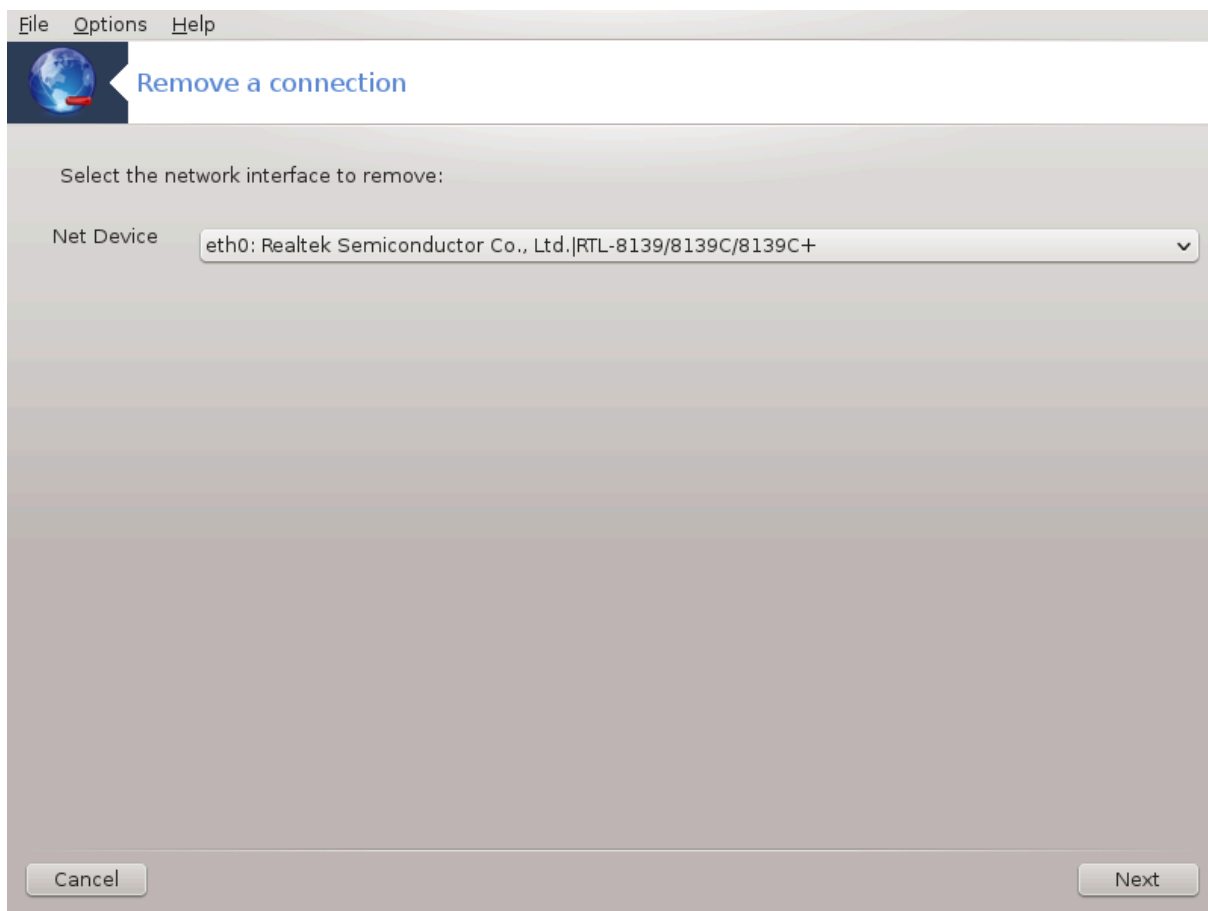 File Options Help
Remove a connection
Select the network interface to remove:
Net Device
eth0: Realtek Semiconductor Co., Ltd.|RTL-8139/8139C/8139C+
Cancel
Next